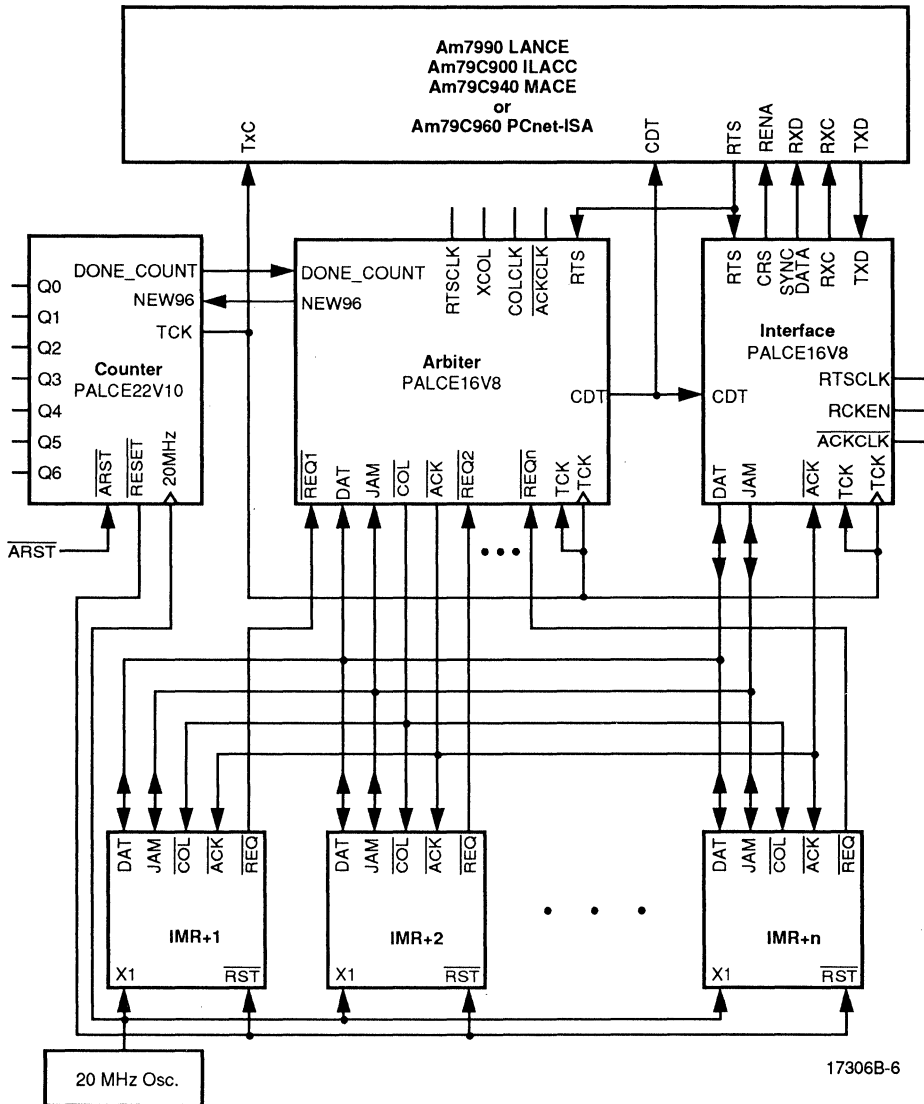 Am7990 LANCE
Am79C900 ILACC
Am79C940 MACE
or
Am79C960 PCnet-ISA
TxC
CDT
RTS
RENA
RXD
RXC
TXD
DONE_COUNT
NEW96
TCK
Q0
Q1
Q2
Q3
Q4
Q5
Q6
Counter
PALCE22V10
ARST
RESET
20MHz
ARST
RTSCLK
XCOL
COLCLK
ACKCLK
RTS
DONE_COUNT
NEW96
Arbiter
PALCE16V8
CDT
REQ1
DAT
JAM
COL
ACK
REQ2
REQn
TCK
TCK
RTS
CRS
SYNC
DATA
RXC
TXD
Interface
PALCE16V8
CDT
RTSCLK
RCKEN
ACKCLK
DAT
JAM
ACK
TCK
TCK
DAT
JAM
COL
ACK
REQ
IMR+1
X1
RST
DAT
JAM
COL
ACK
REQ
IMR+2
X1
RST
DAT
JAM
COL
ACK
REQ
IMR+n
X1
RST
20 MHz Osc.
17306B-6